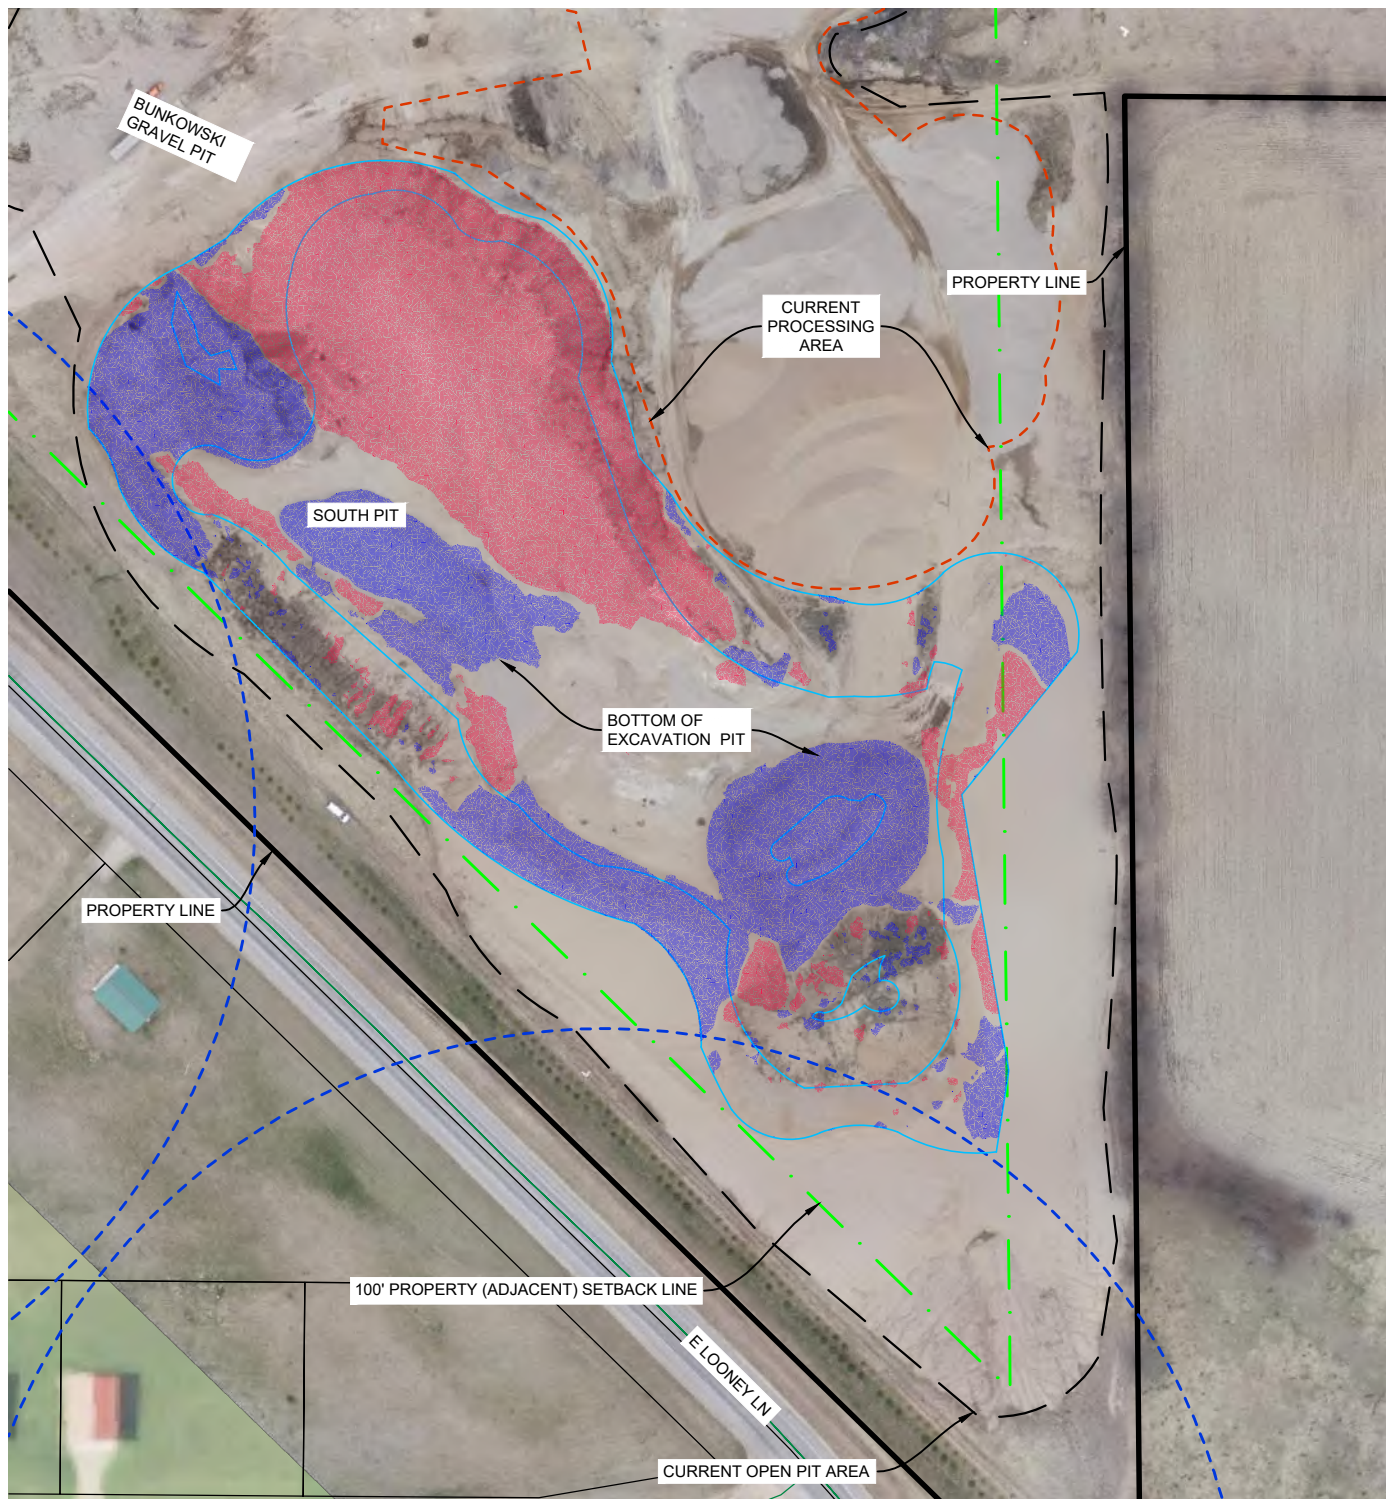 BUNKOWSKI
GRAVEL PIT
PROPERTY LINE
CURRENT
PROCESSING
AREA
SOUTH PIT
BOTTOM OF
EXCAVATION PIT
PROPERTY LINE
100' PROPERTY (ADJACENT) SETBACK LINE
E LOONEY LN
CURRENT OPEN PIT AREA